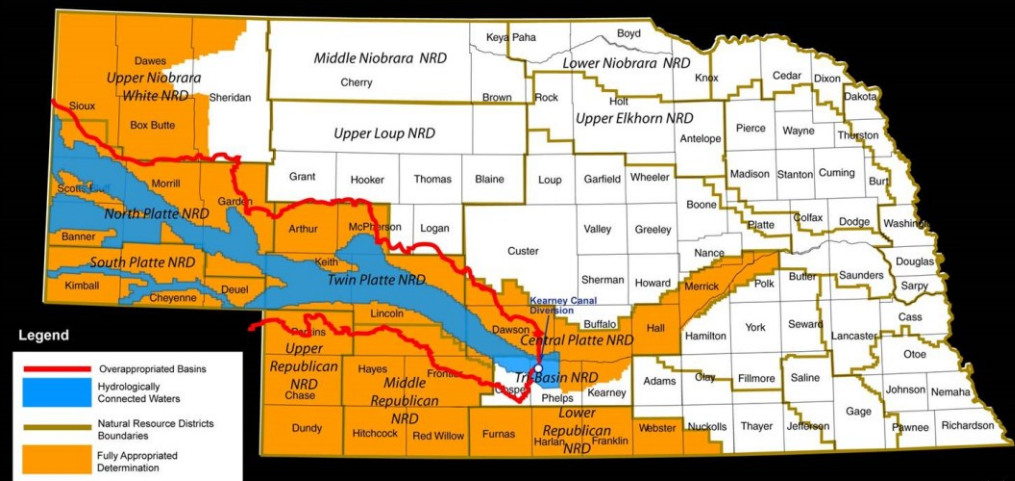 Keya Paha
Boyd
Dawes
Middle Niobrara NRD
Lower Niobrara NRD
Upper Niobrara
White NRD
Knox
Cedar
Dixon
Cherry
Sioux
Sheridan
Brown
Rock
Holt
Dakota
Box Butte
Upper Elkhorn NRD
Antelope
Pierce
Wayne
Thurston
Upper Loup NRD
Grant
Hooker
Thomas
Blaine
Loup
Garfield
Wheeler
Madison
Stanton
Cuming
Burt
Scotts Bluff
Morrill
Garden
North Platte NRD
Arthur
McPherson
Logan
Boone
Platte
Colfax
Dodge
Washington
Banner
Custer
Valley
Greeley
Nance
South Platte NRD
Keith
Twin Platte NRD
Douglas
Kimball
Cheyenne
Deuel
Sherman
Howard
Merrick
Polk
Butler
Saunders
Sarpy
Lincoln
Kearney Canal
Diversion
Cass
Legend
Perkins
Dawson
Buffalo
Central Platte NRD
Hall
Hamilton
York
Seward
Lancaster
Overappropriated Basins
Upper
Republican
NRD
Hayes
Frontier
Gosper
Tri-Basin NRD
Otoe
Hydrologically
Connected Waters
Chase
Middle
Republican
NRD
Phelps
Kearney
Adams
Clay
Fillmore
Saline
Johnson
Nemaha
Natural Resource Districts
Boundaries
Dundy
Hitchcock
Red Willow
Furnas
Lower
Republican
NRD
Harlan
Franklin
Webster
Nuckolls
Thayer
Jefferson
Gage
Pawnee
Richardson
Fully Appropriated
Determination